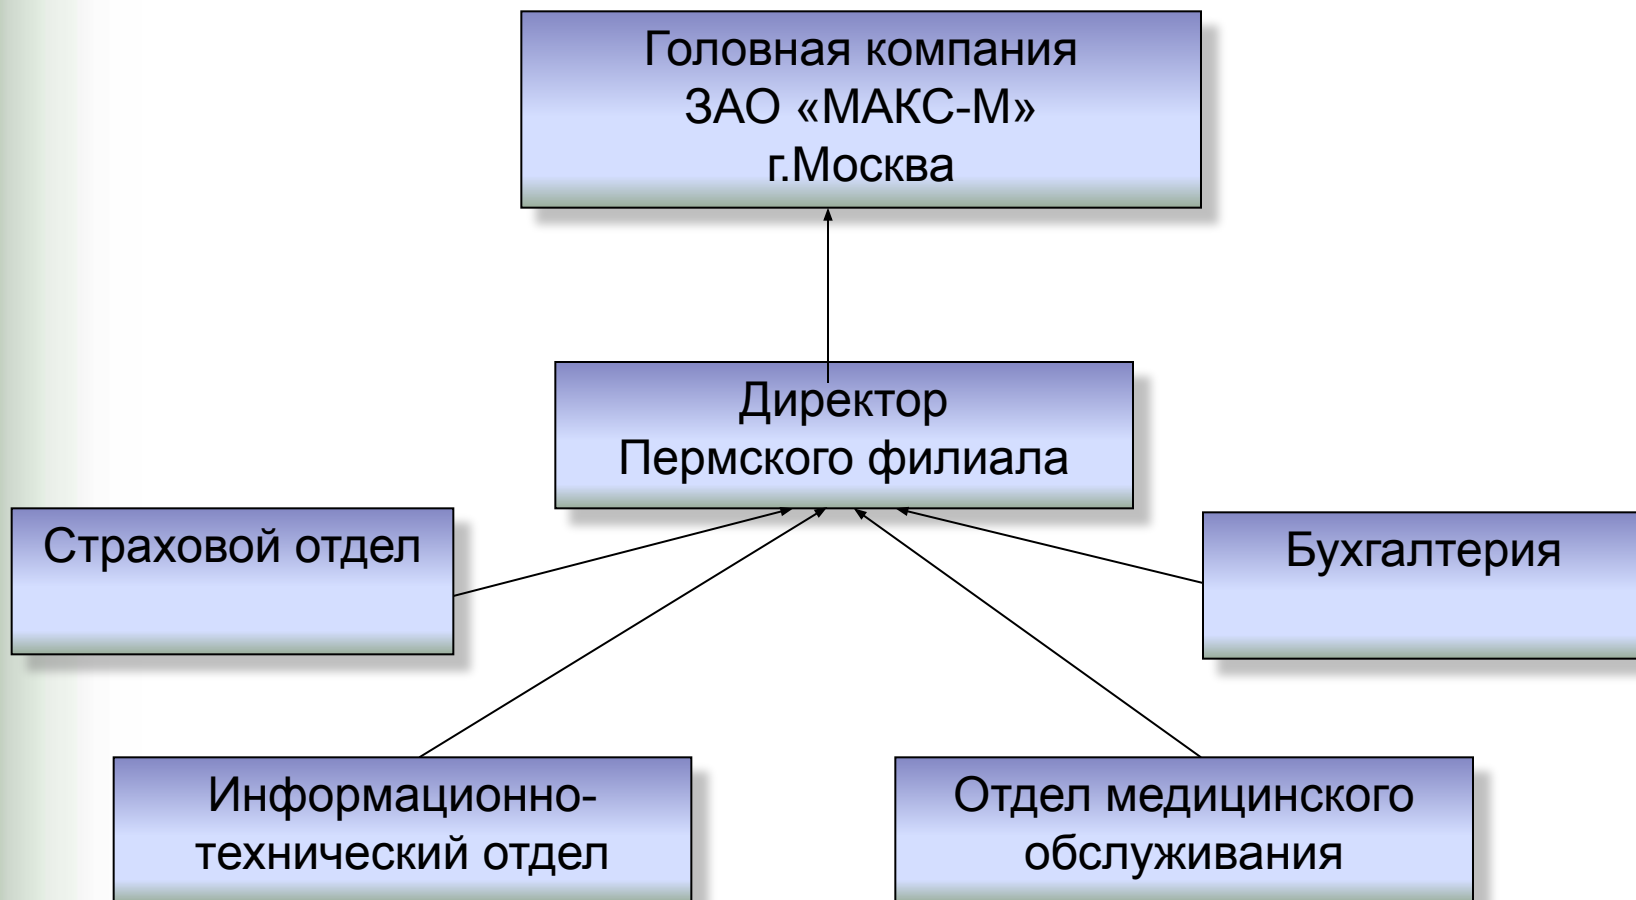 Головная компания
ЗАО «МАКС-М»
г.Москва
Директор
Пермского филиала
Страховой отдел
Бухгалтерия
Информационно-
технический отдел
Отдел медицинского
обслуживания